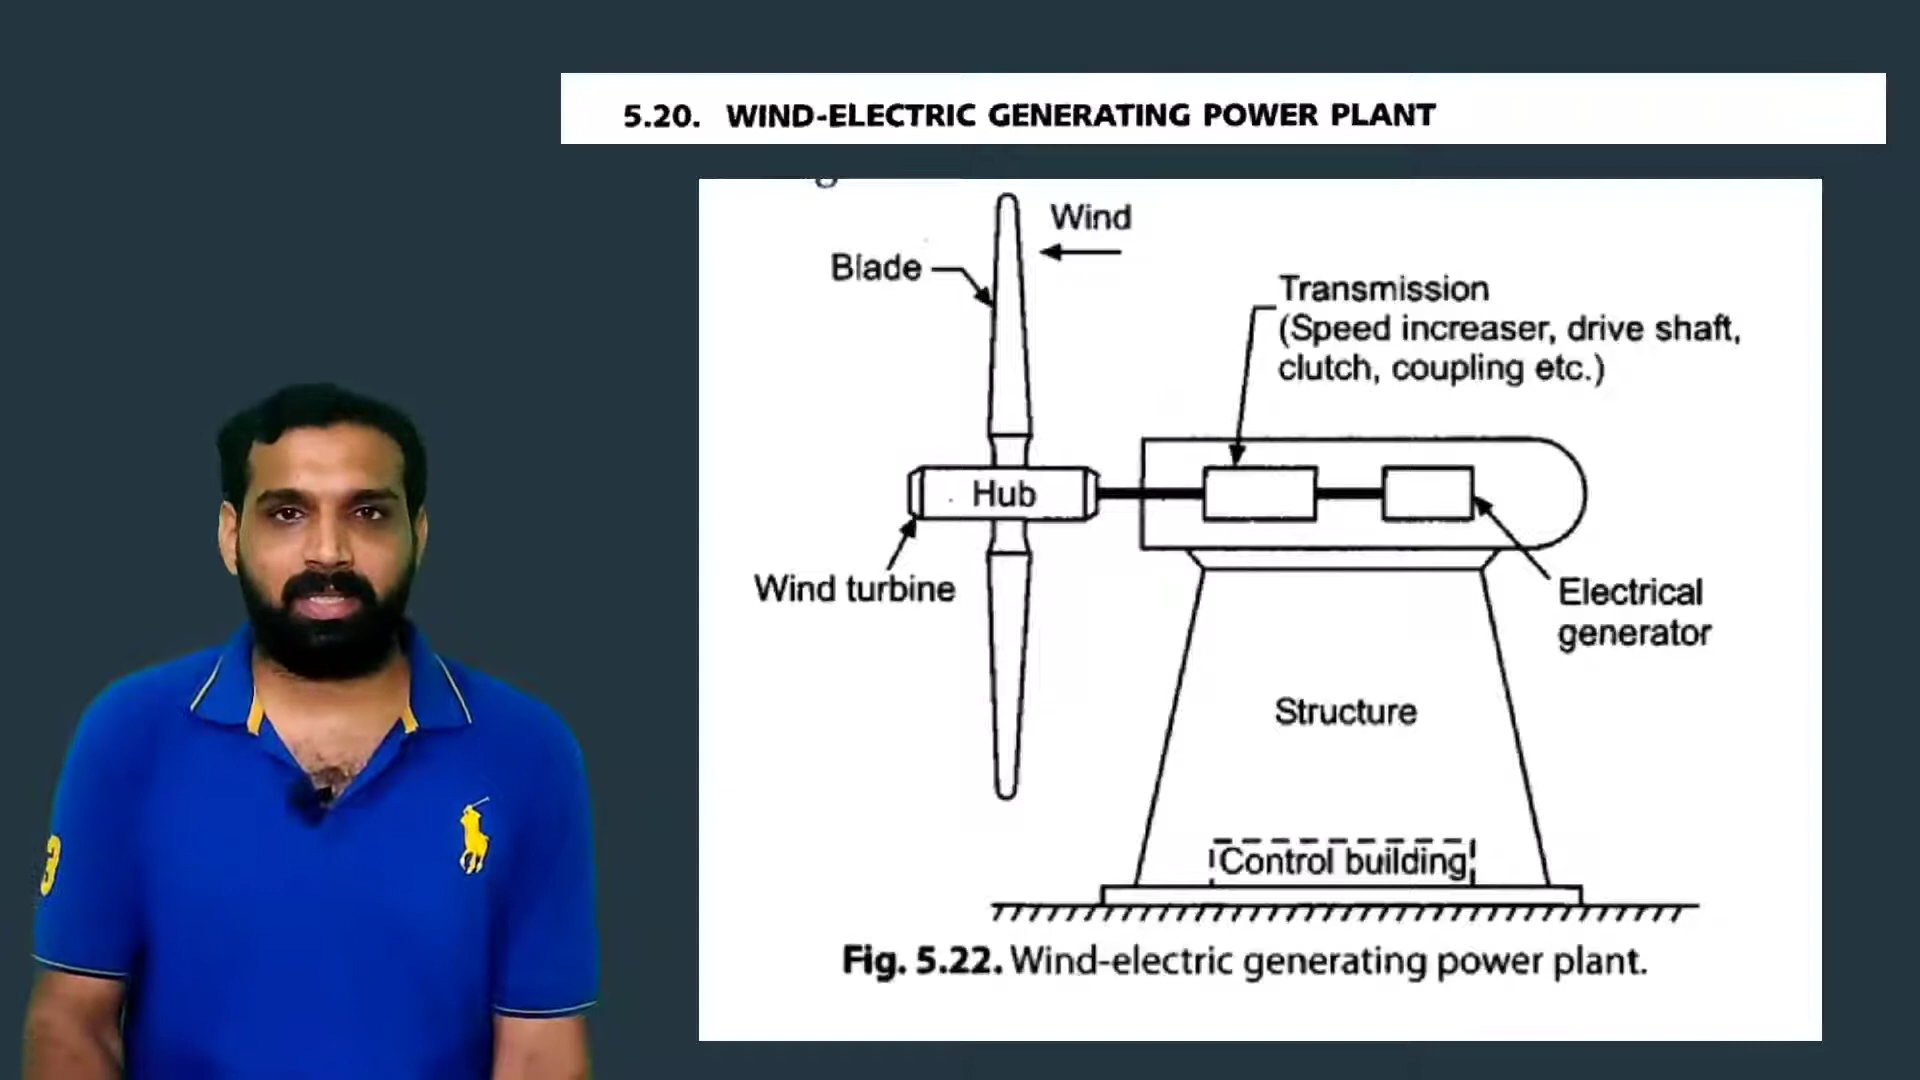 5.20. WIND-ELECTRIC GENERATING POWER PLANT
Wind
Blade
Transmission
(Speed increaser, drive shaft,
clutch, coupling etc.)
Hub
Wind turbine
Electrical
generator
Structure
Control building
Fig. 5.22. Wind-electric generating power plant.
3